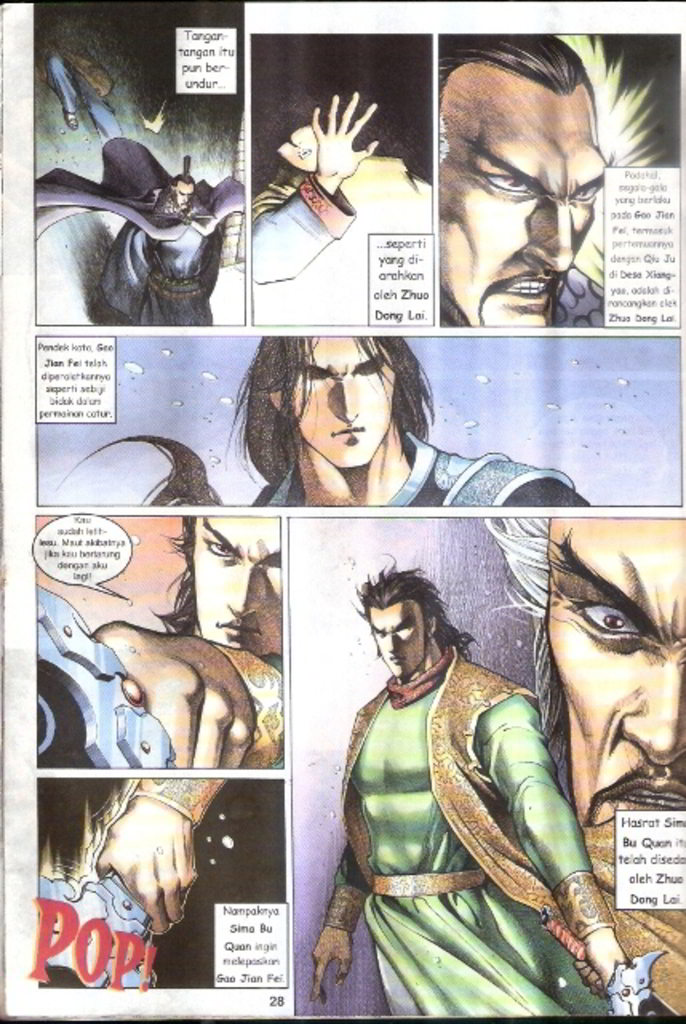 Tangan-
tangan itu
pun ber-
undur...
...seperti
yang di-
arahkan
oleh Zhuo
Dong Lai.
Padahal,
segala-gala
yang berlaku
pada Gao Jian
Fei, termasuk
pertemuannya
dengan Qiu Ju
di Desa Xiang-
yao, adalah di-
rancangkan oleh
Zhuo Dong Lai.
Pendek kata, Gao
Jian Fei telah
diperalatkannya
seperti sebiji
bidak dalam
permainan catur.
Kau
sudah letih-
lesu. Maut akibatnya
jika kau bertarung
dengan aku
lagi!
Hasrat Sima
Bu Quan itu
telah disedari
oleh Zhuo
Dong Lai.
Nampaknya
Sima Bu
Quan ingin
melepaskan
Gao Jian Fei.
POP!
28